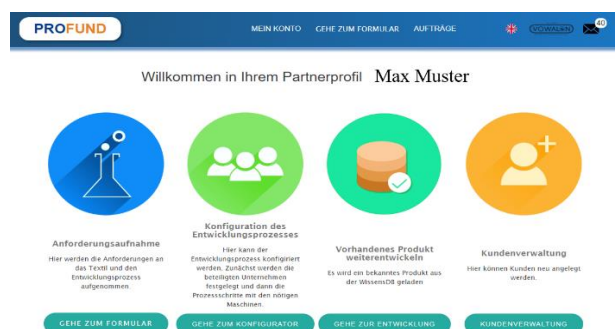 PROFUND
MEIN KONTO GEHE ZUM FORMULAR AUFTRÄGE
40
Willkommen in Ihrem Partnerprofil Max Muster
Anforderungsaufnahme
Hier werden die Anforderungen an
das Textil und den
Entwicklungsprozess
aufgenommen.
GEHE ZUM FORMULAR
Konfiguration des
Entwicklungsprozesses
Hier kann der
Entwicklungsprozess konfiguriert
werden. Zunächst werden die
beteiligten Unternehmen
festgelegt und dann die
Prozessschritte mit den nötigen
Maschinen.
GEHE ZUM KONFIGURATOR
Vorhandenes Produkt
weiterentwickeln
Es wird ein bekanntes Produkt aus
der WissensDB geladen
GEHE ZUR ENTWICKLUNG
Kundenverwaltung
Hier können Kunden neu angelegt
werden.
KUNDENVERWALTUNG